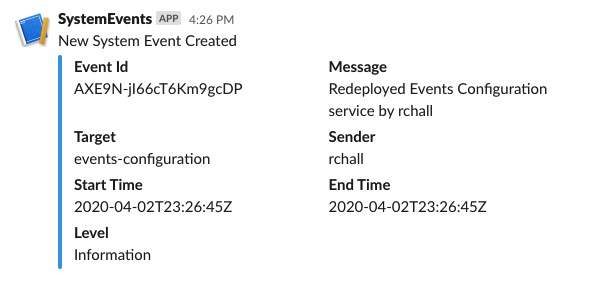 SystemEvents APP 4:26 PM
New System Event Created
Event Id
AXE9N-jI66cT6Km9gcDP
Message
Redeployed Events Configuration
service by rchall
Target
events-configuration
Sender
rchall
Start Time
2020-04-02T23:26:45Z
End Time
2020-04-02T23:26:45Z
Level
Information